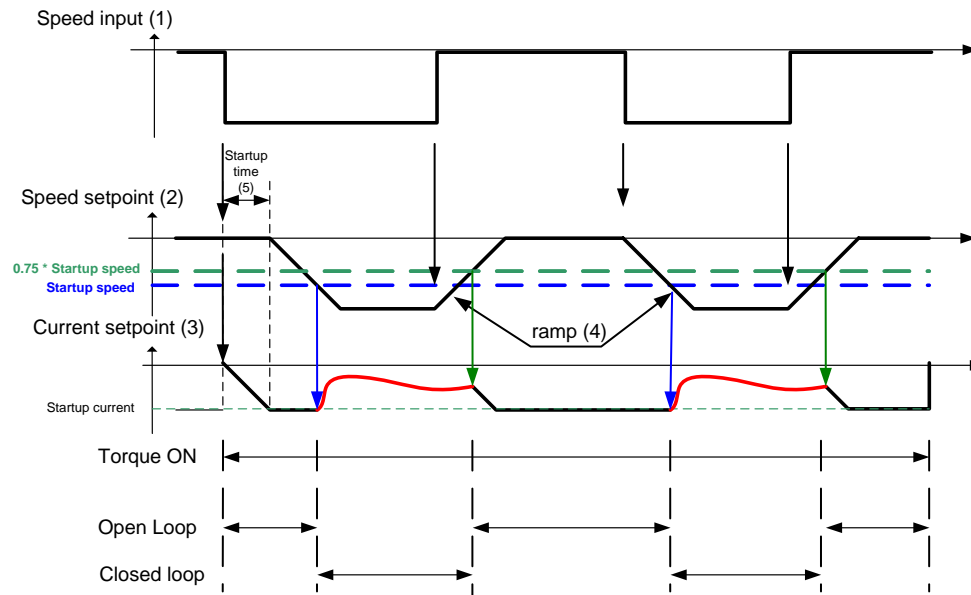 Speed input (1)
Startup
time
(5)
Speed setpoint (2)
0.75 * Startup speed
Startup speed
Current setpoint (3)
ramp (4)
Startup current
Torque ON
Open Loop
Closed loop